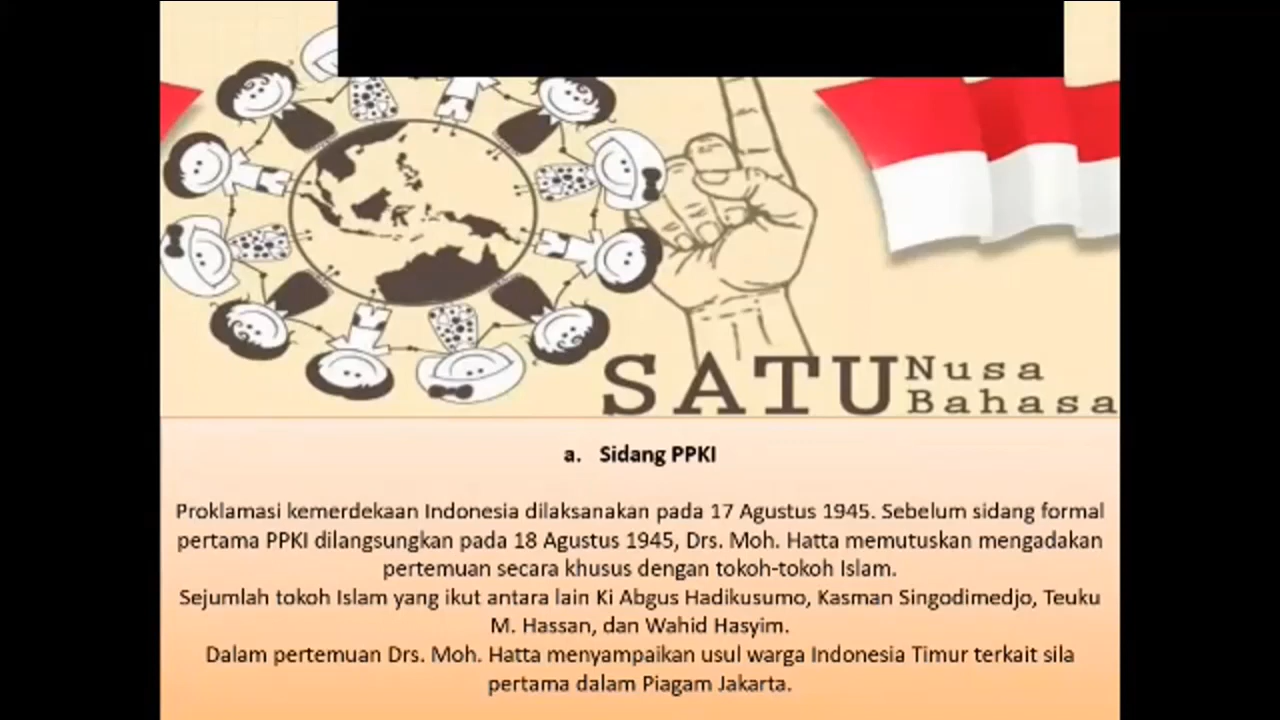 SATU Nusa
Bahasa
a. Sidang PPKI
Proklamasi kemerdekaan Indonesia dilaksanakan pada 17 Agustus 1945. Sebelum sidang formal
pertama PPKI dilangsungkan pada 18 Agustus 1945, Drs. Moh. Hatta memutuskan mengadakan
pertemuan secara khusus dengan tokoh-tokoh Islam.
Sejumlah tokoh Islam yang ikut antara lain Ki Abgus Hadikusumo, Kasman Singodimedjo, Teuku
M. Hassan, dan Wahid Hasyim.
Dalam pertemuan Drs. Moh. Hatta menyampaikan usul warga Indonesia Timur terkait sila
pertama dalam Piagam Jakarta.